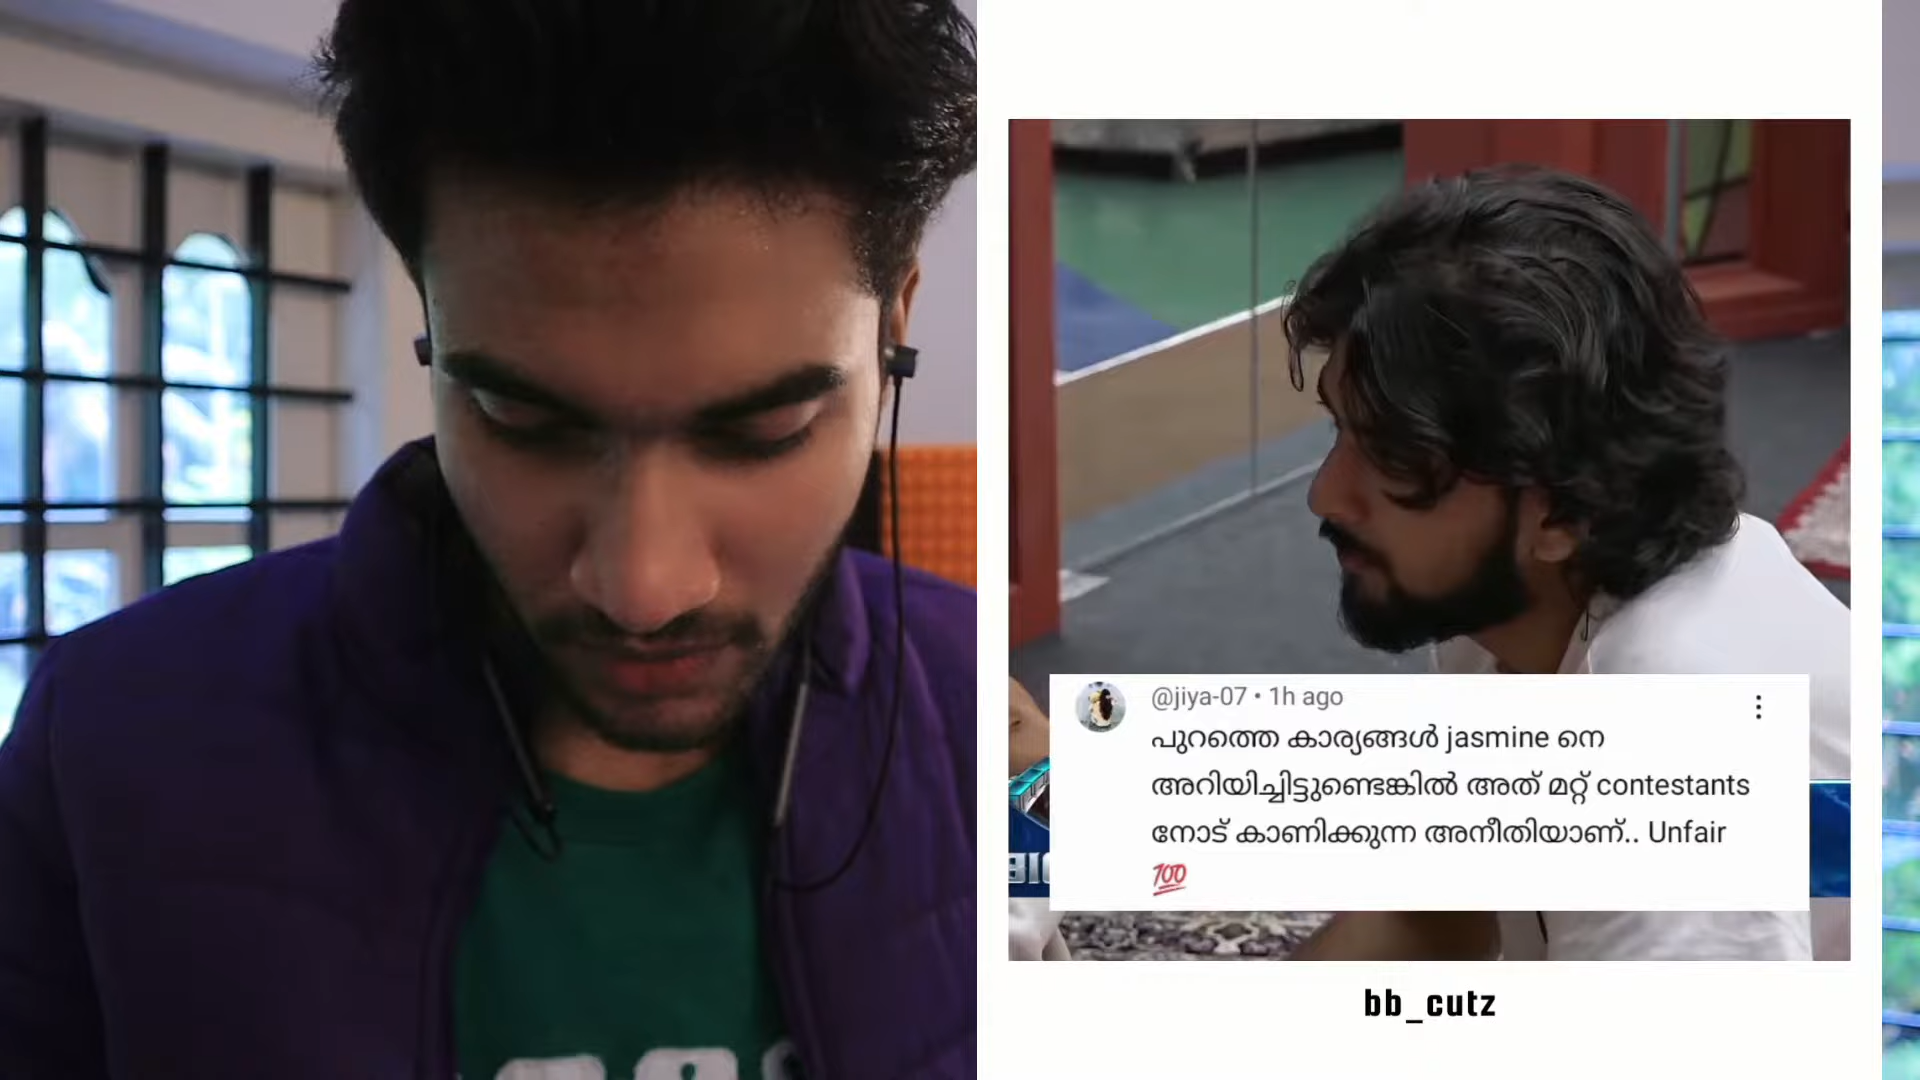 @jiya-07 • 1h ago
പുറത്തെ കാര്യങ്ങൾ jasmine നെ
അറിയിച്ചിട്ടുണ്ടെങ്കിൽ അത് മറ്റ് contestants
നോട് കാണിക്കുന്ന അനീതിയാണ്.. Unfair
💯
bb_cutz